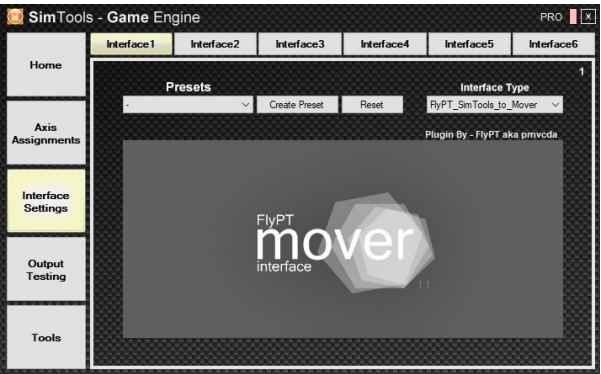 SimTools - Game Engine
PRO
X
Interface1
Interface2
Interface3
Interface4
Interface5
Interface6
Home
Axis
Assignments
Interface
Settings
Output
Testing
Tools
1
Presets
Interface Type
-
Create Preset
Reset
FlyPT_SimTools_to_Mover
Plugin By - FlyPT aka pmvcda
FlyPT
mover
interface
1.1